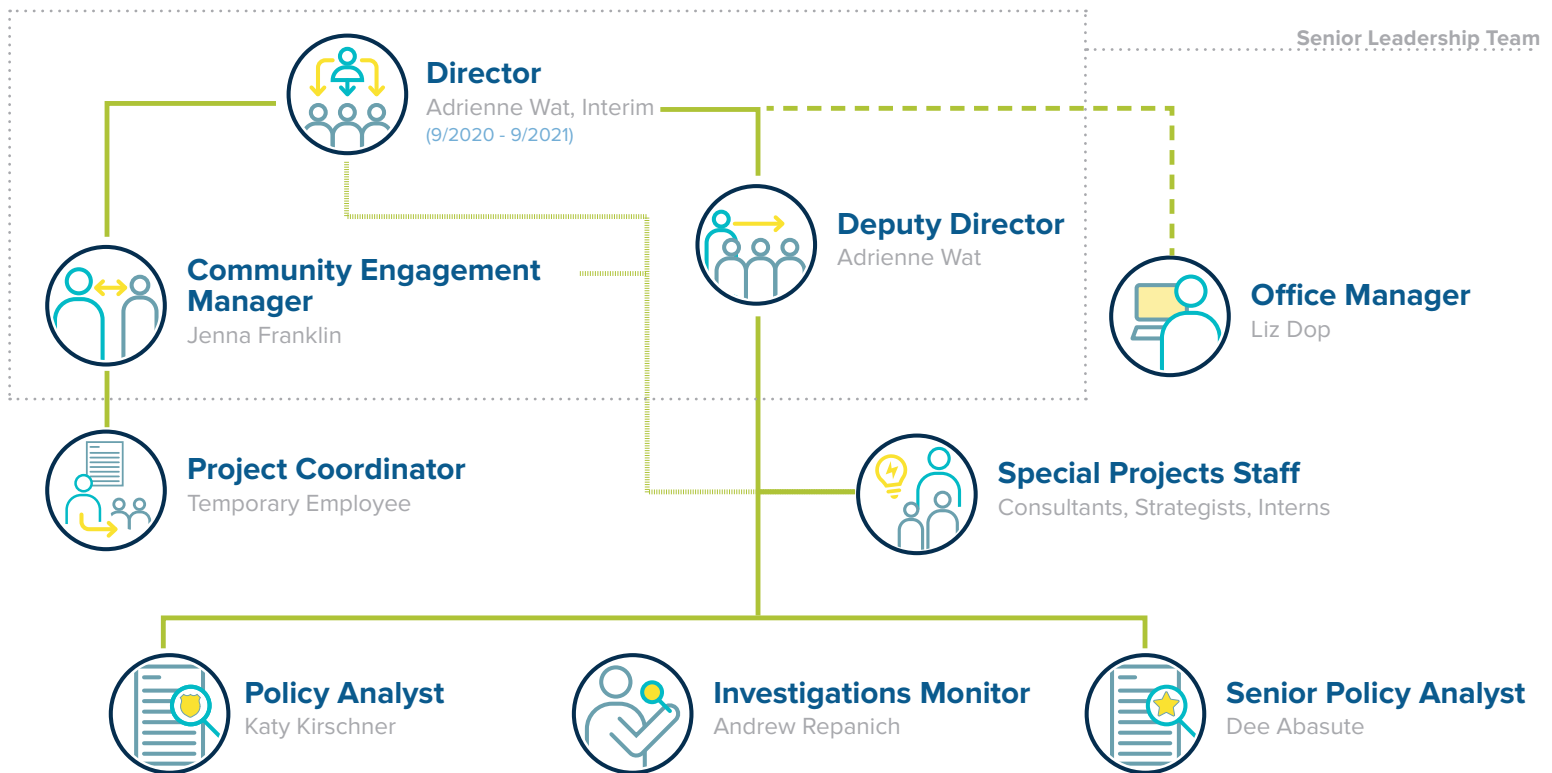 Senior Leadership Team
Director
Adrienne Wat, Interim
(9/2020 - 9/2021)
Deputy Director
Adrienne Wat
Community Engagement
Manager
Jenna Franklin
Office Manager
Liz Dop
Project Coordinator
Temporary Employee
Special Projects Staff
Consultants, Strategists, Interns
Policy Analyst
Katy Kirschner
Investigations Monitor
Andrew Repanich
Senior Policy Analyst
Dee Abasute